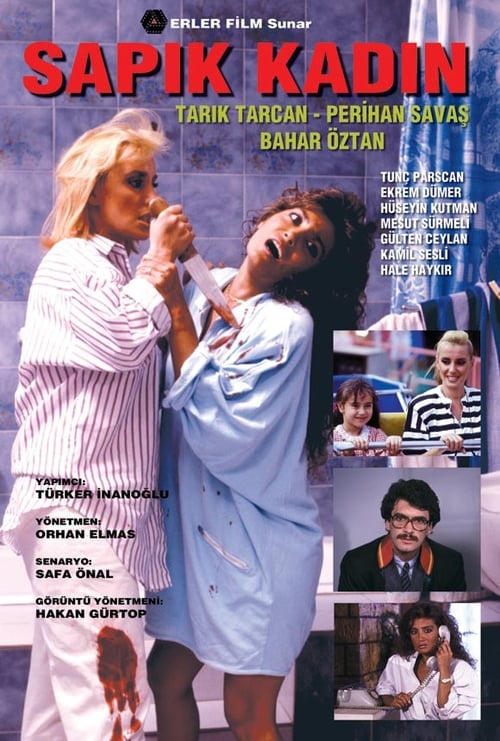 ERLER FİLM Sunar
SAPIK KADIN
TARIK TARCAN - PERİHAN SAVAŞ
BAHAR ÖZTAN
TUNC PARSCAN
EKREM DÜMER
HÜSEYİN KUTMAN
MESUT SÜRMELİ
GÜLTEN CEYLAN
KAMİL SESLİ
HALE HAYKIR
YAPIMCI:
TÜRKER İNANOĞLU
YÖNETMEN:
ORHAN ELMAS
SENARYO:
SAFA ÖNAL
GÖRÜNTÜ YÖNETMENİ:
HAKAN GÜRTOP